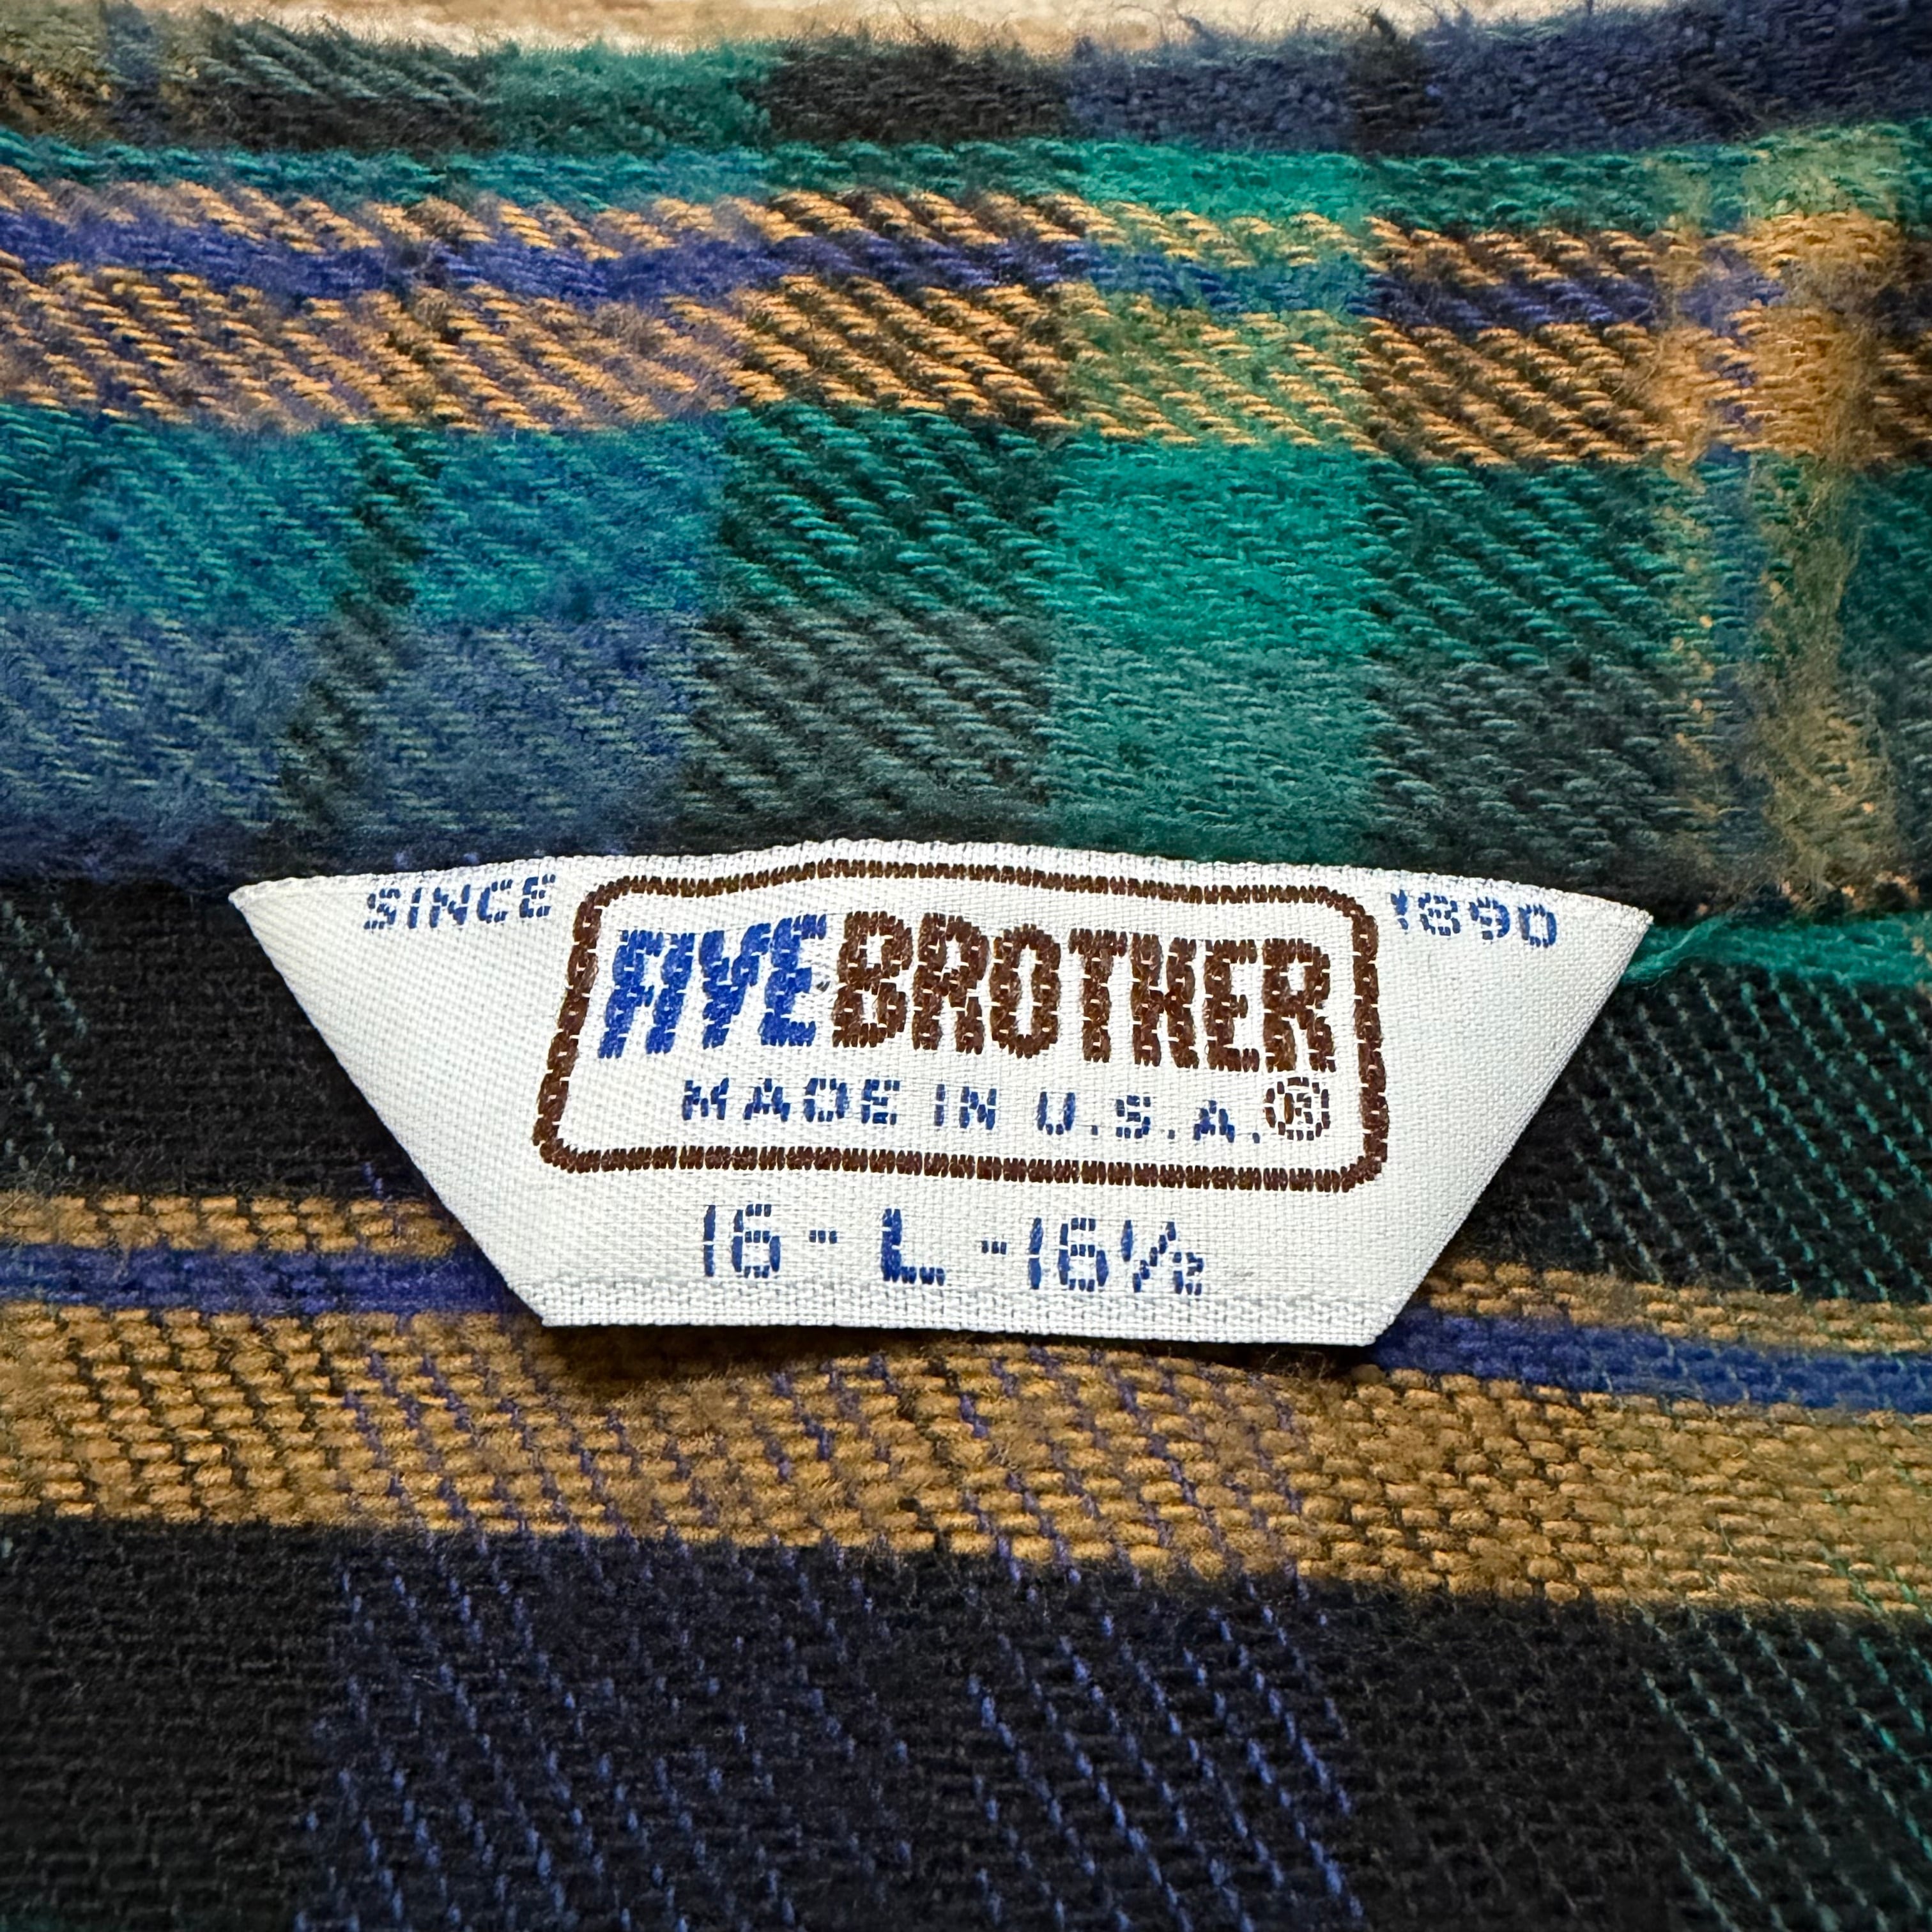 SINCE 1890
FIVE BROTHER
MADE IN U.S.A.®
16 - L - 16½